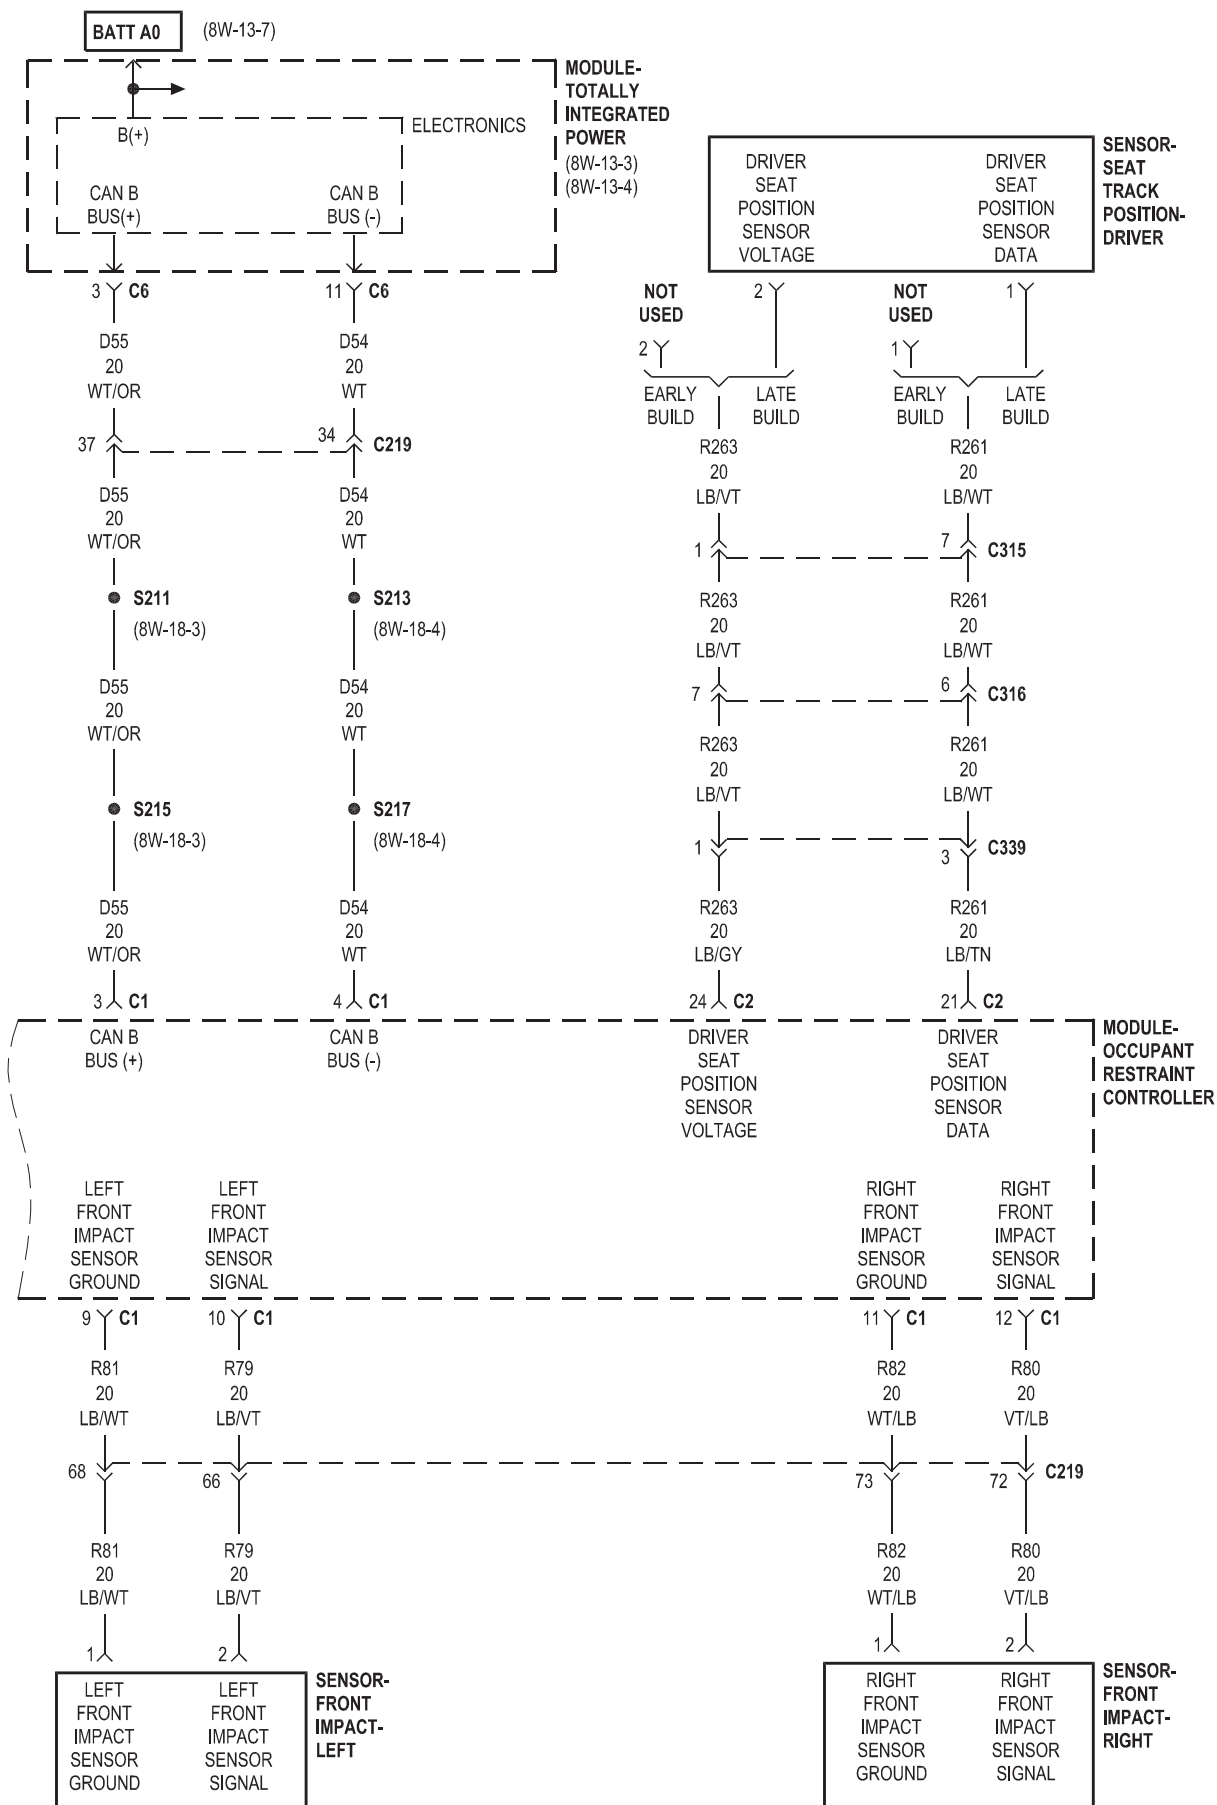 BATT A0 (8W-13-7)
MODULE-
TOTALLY
INTEGRATED
POWER
(8W-13-3)
(8W-13-4)
B(+)
ELECTRONICS
CAN B
BUS(+)
CAN B
BUS (-)
SENSOR-
SEAT
TRACK
POSITION-
DRIVER
DRIVER
SEAT
POSITION
SENSOR
VOLTAGE
DRIVER
SEAT
POSITION
SENSOR
DATA
3 C6
11 C6
NOT
USED
2
NOT
USED
1
2
1
EARLY
BUILD
LATE
BUILD
EARLY
BUILD
LATE
BUILD
D55
20
WT/OR
D54
20
WT
37
34
C219
D55
20
WT/OR
D54
20
WT
S211
(8W-18-3)
S213
(8W-18-4)
D55
20
WT/OR
D54
20
WT
S215
(8W-18-3)
S217
(8W-18-4)
D55
20
WT/OR
D54
20
WT
3 C1
4 C1
R263
20
LB/VT
R261
20
LB/WT
1
7
C315
R263
20
LB/VT
R261
20
LB/WT
7
6
C316
R263
20
LB/VT
R261
20
LB/WT
1
3
C339
R263
20
LB/GY
R261
20
LB/TN
24 C2
21 C2
MODULE-
OCCUPANT
RESTRAINT
CONTROLLER
CAN B
BUS (+)
CAN B
BUS (-)
DRIVER
SEAT
POSITION
SENSOR
VOLTAGE
DRIVER
SEAT
POSITION
SENSOR
DATA
LEFT
FRONT
IMPACT
SENSOR
GROUND
LEFT
FRONT
IMPACT
SENSOR
SIGNAL
RIGHT
FRONT
IMPACT
SENSOR
GROUND
RIGHT
FRONT
IMPACT
SENSOR
SIGNAL
9 C1
10 C1
11 C1
12 C1
R81
20
LB/WT
R79
20
LB/VT
R82
20
WT/LB
R80
20
VT/LB
68
66
73
72
C219
R81
20
LB/WT
R79
20
LB/VT
R82
20
WT/LB
R80
20
VT/LB
1
2
1
2
LEFT
FRONT
IMPACT
SENSOR
GROUND
LEFT
FRONT
IMPACT
SENSOR
SIGNAL
SENSOR-
FRONT
IMPACT-
LEFT
RIGHT
FRONT
IMPACT
SENSOR
GROUND
RIGHT
FRONT
IMPACT
SENSOR
SIGNAL
SENSOR-
FRONT
IMPACT-
RIGHT